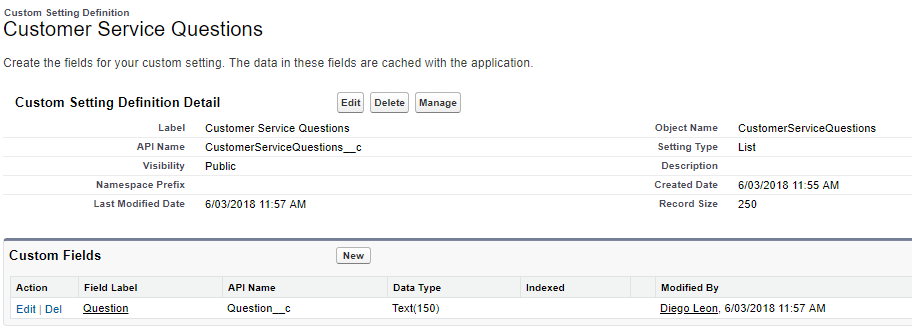 Custom Setting Definition
Customer Service Questions
Create the fields for your custom setting. The data in these fields are cached with the application.
Custom Setting Definition Detail Edit Delete Manage
Label Customer Service Questions Object Name CustomerServiceQuestions
API Name CustomerServiceQuestions__c Setting Type List
Visibility Public Description
Namespace Prefix Created Date 6/03/2018 11:55 AM
Last Modified Date 6/03/2018 11:57 AM Record Size 250
Custom Fields New
Action Field Label API Name Data Type Indexed Modified By
Edit | Del Question Question__c Text(150) Diego Leon, 6/03/2018 11:57 AM